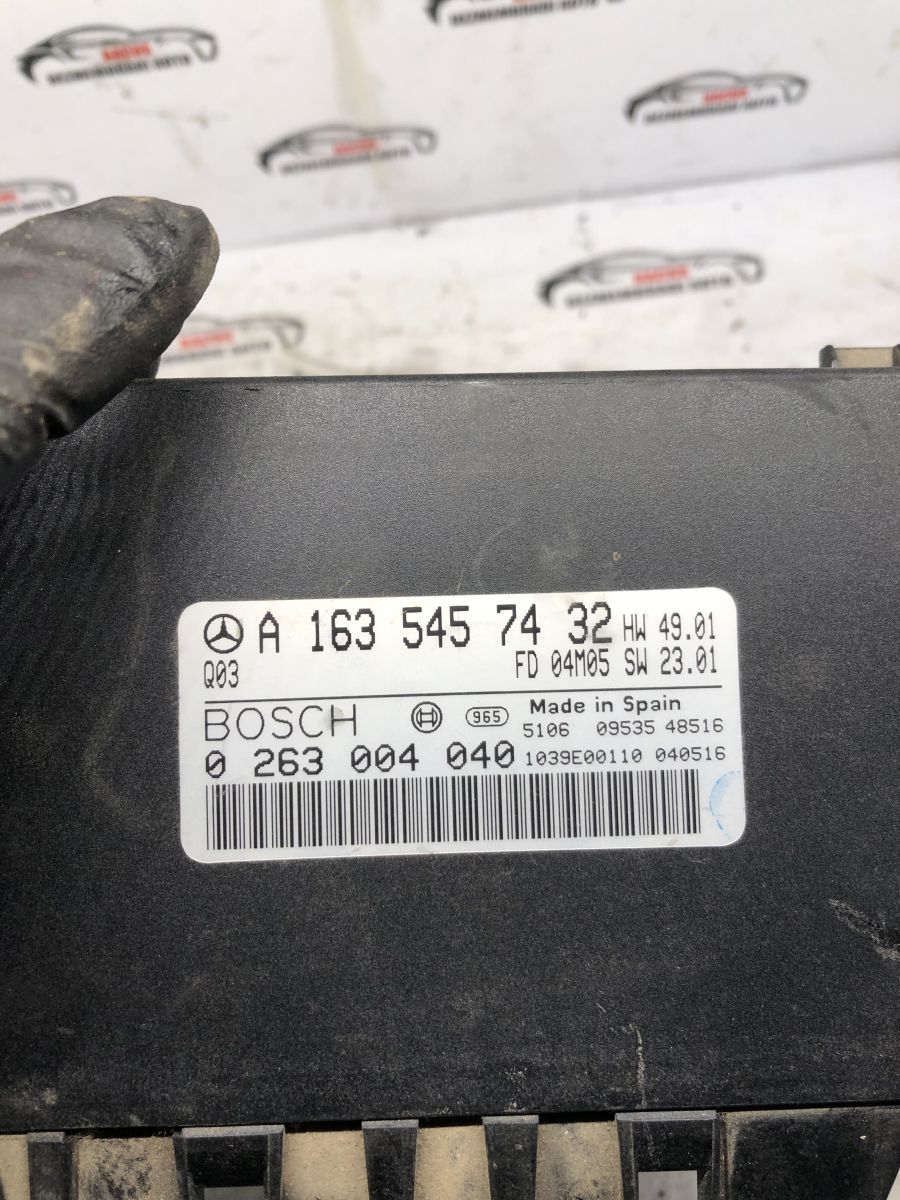 A 163 545 74 32 HW 49.01
Q03 FD 04M05 SW 23.01
BOSCH 965 Made in Spain
5106 09535 48516
0 263 004 040 1039E00110 040516